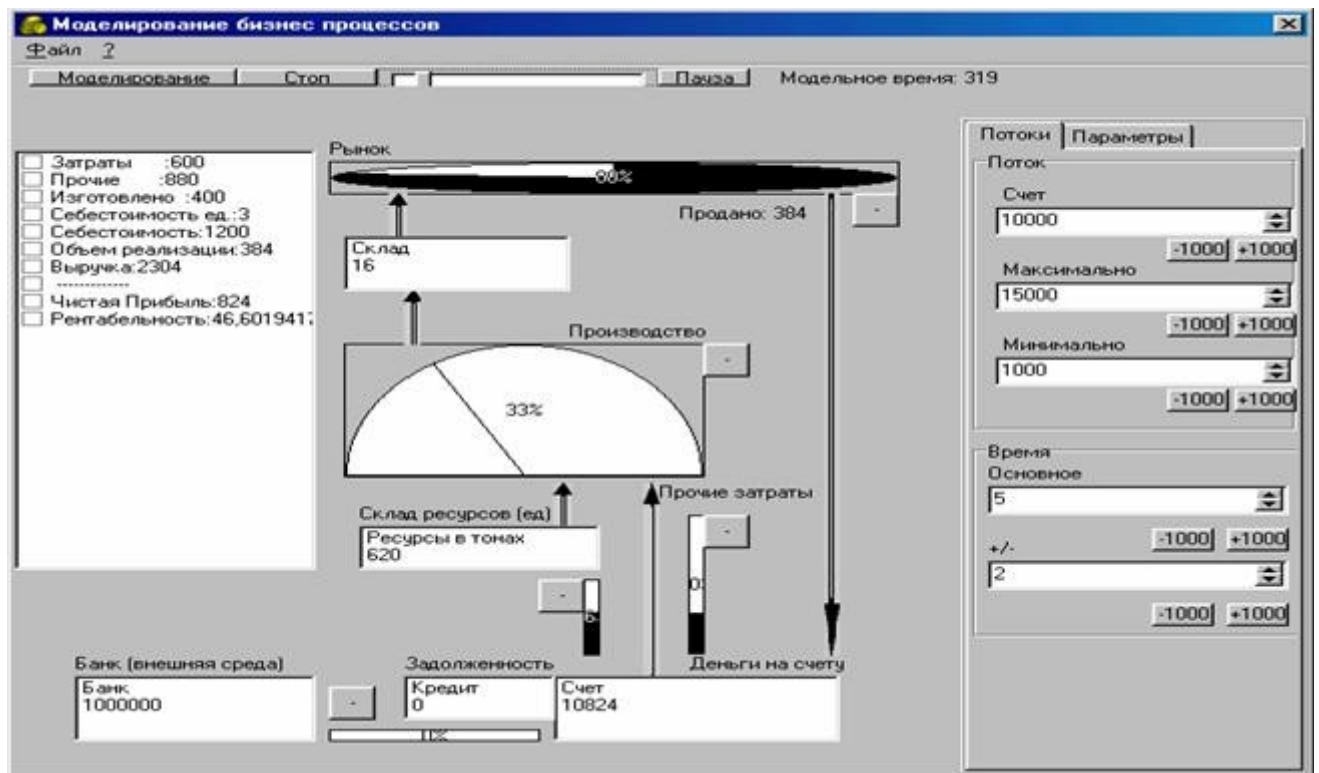 Моделирование бизнес процессов
Файл ?
Моделирование Стоп Пауза Модельное время: 319
Затраты :600
Прочие :880
Изготовлено :400
Себестоимость ед.:3
Себестоимость:1200
Объем реализации:384
Выручка:2304
-------------
Чистая Прибыль:824
Рентабельность:46,601941
Рынок
Продано: 384
-
Склад
16
Производство
-
33%
Прочие затраты
-
Склад ресурсов (ед)
Ресурсы в тонах
620
-
Банк (внешняя среда)
Банк
1000000
-
Задолженность
Кредит
0
Деньги на счету
Счет
10824
Потоки Параметры
Поток
Счет
10000
-1000 +1000
Максимально
15000
-1000 +1000
Минимально
1000
-1000 +1000
Время
Основное
5
-1000 +1000
+/-
2
-1000 +1000